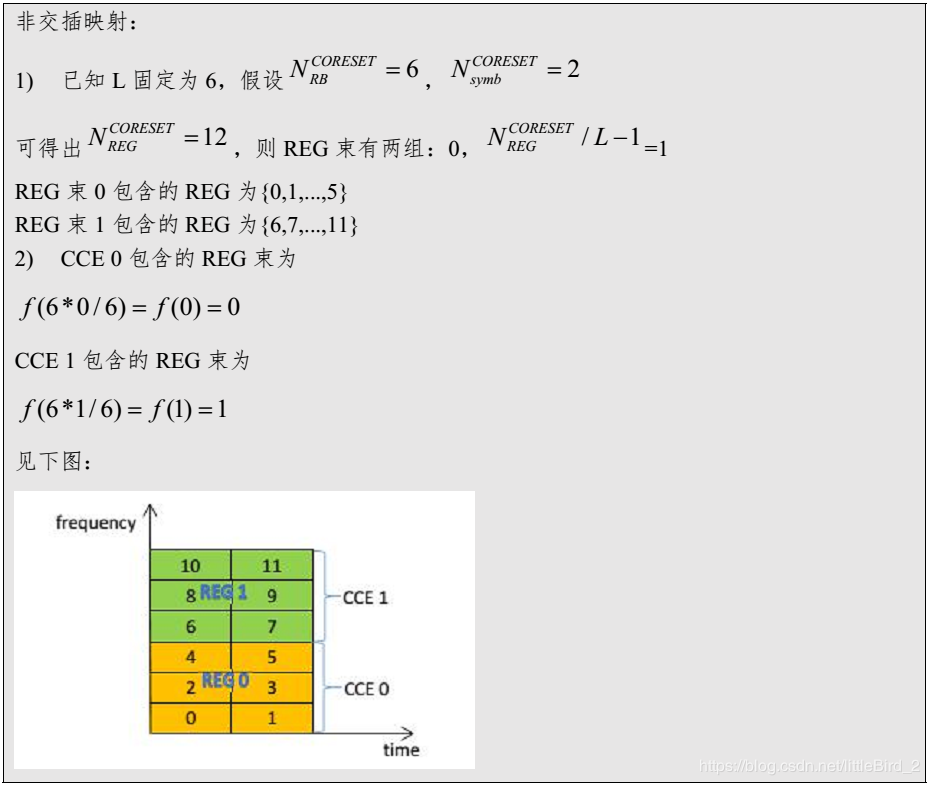 非交插映射：
1) 已知 L 固定为 6，假设 N_{RB}^{CORESET} = 6，N_{symb}^{CORESET} = 2
可得出 N_{REG}^{CORESET} = 12，则 REG 束有两组：0，N_{REG}^{CORESET} / L − 1 =1
REG 束 0 包含的 REG 为{0,1,...,5}
REG 束 1 包含的 REG 为{6,7,...,11}
2) CCE 0 包含的 REG 束为
f(6*0/6) = f(0) = 0
CCE 1 包含的 REG 束为
f(6*1/6) = f(1) = 1
见下图：
frequency
10 11
8 REG 1 9
CCE 1
6 7
4 5
2 REG 0 3
CCE 0
0 1
time
https://blog.csdn.net/littleBird_2